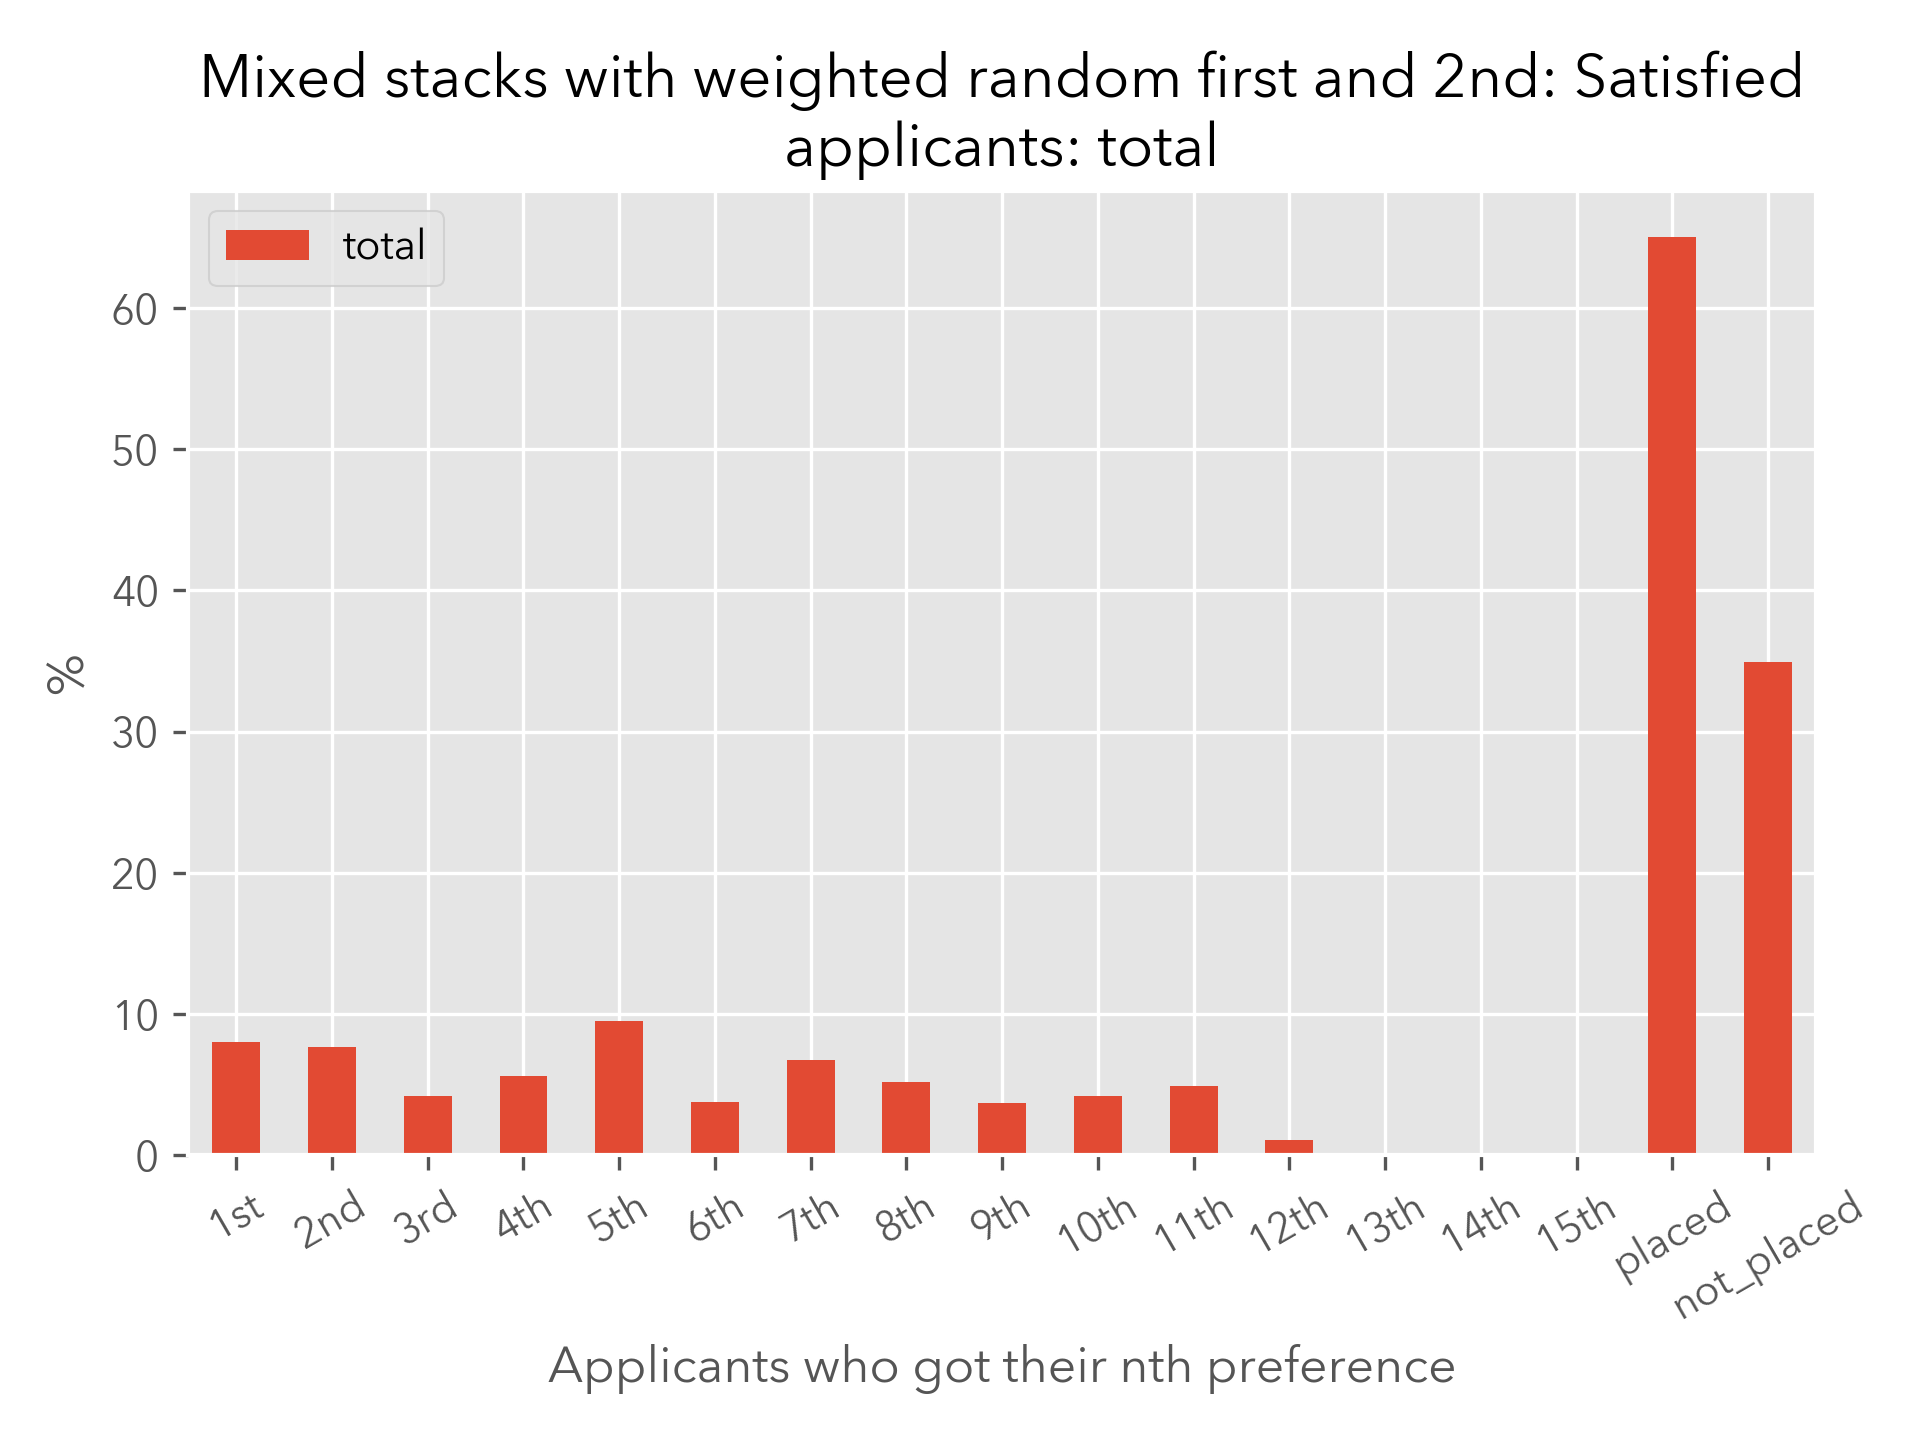 Mixed stacks with weighted random first and 2nd: Satisfied
applicants: total
total
60
50
40
30
20
10
0
%
1st 2nd 3rd 4th 5th 6th 7th 8th 9th 10th 11th 12th 13th 14th 15th placed not_placed
Applicants who got their nth preference